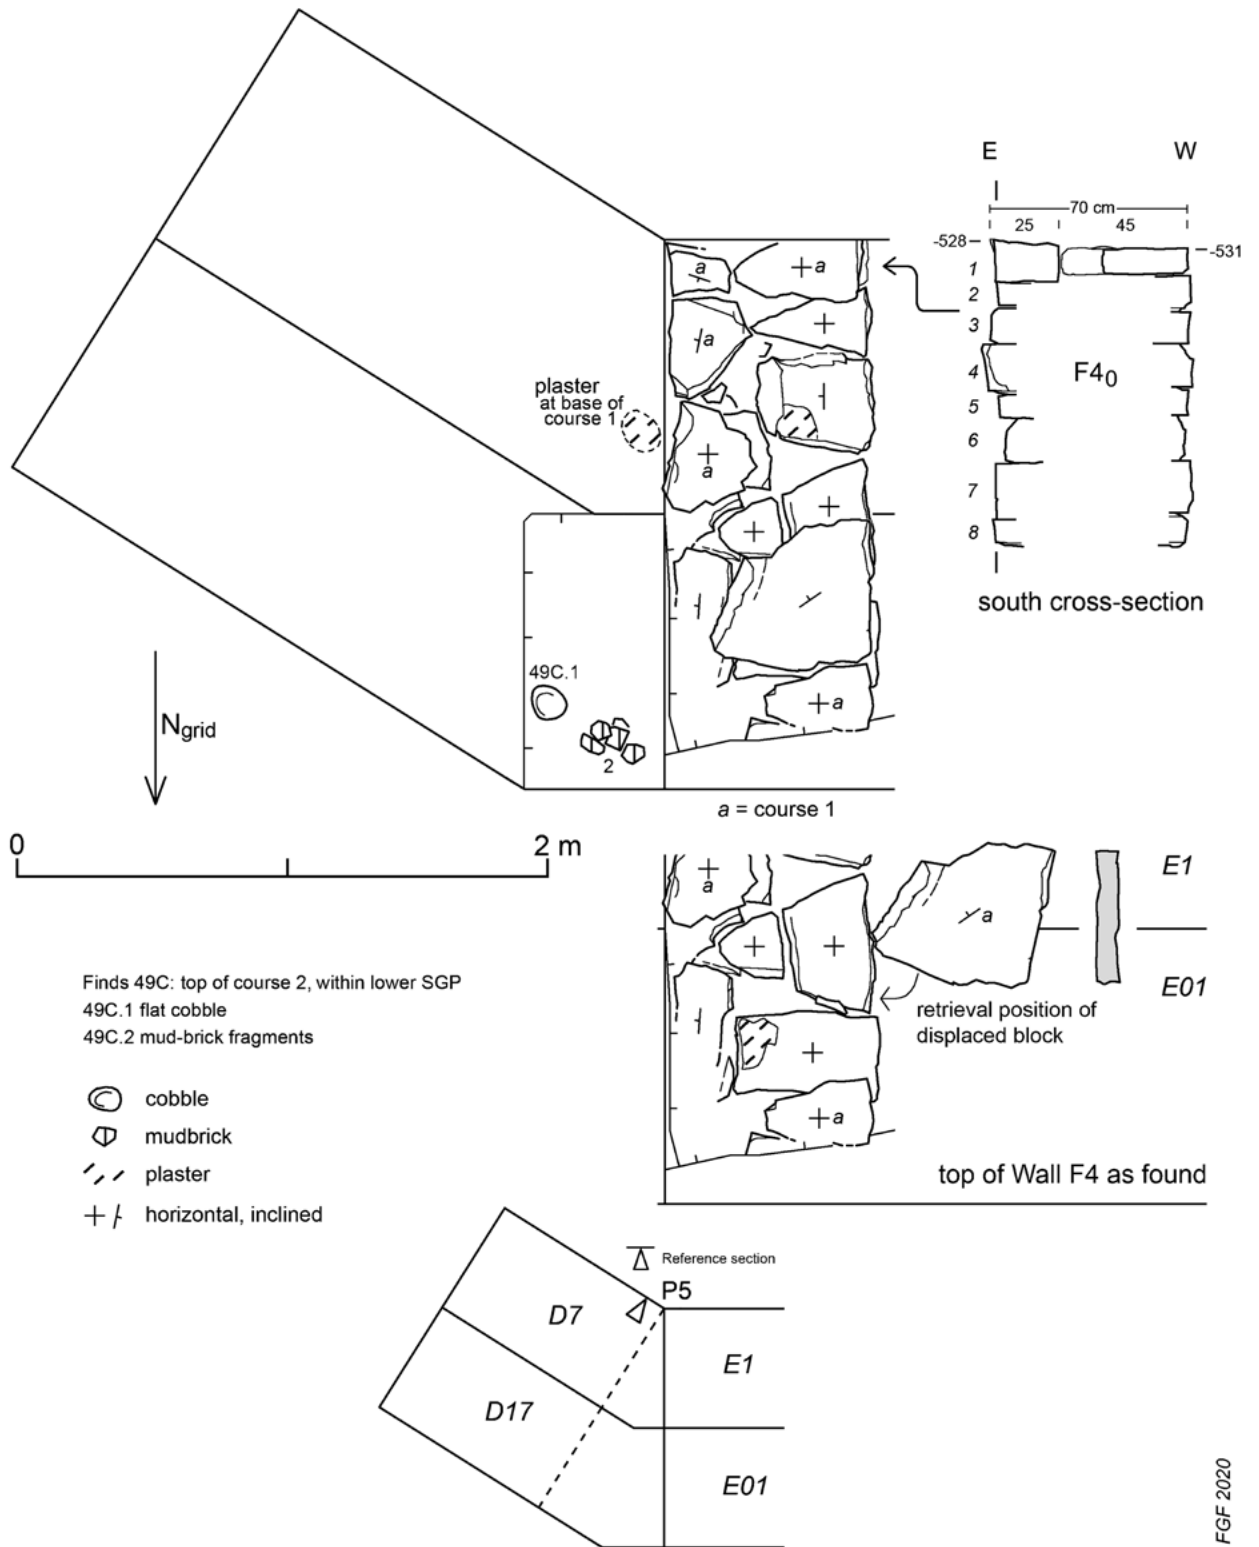 E W
70 cm
25 45
-528
-531
1
2
3
4
5
6
7
8
F4₀
south cross-section
a
a
a
a
a
plaster
at base of
course 1
49C.1
2
N grid
a = course 1
0 2 m
a
a
a
E1
E01
retrieval position of
displaced block
top of Wall F4 as found
Finds 49C: top of course 2, within lower SGP
49C.1 flat cobble
49C.2 mud-brick fragments
cobble
mudbrick
plaster
horizontal, inclined
Reference section
P5
D7
E1
D17
E01
FGF 2020